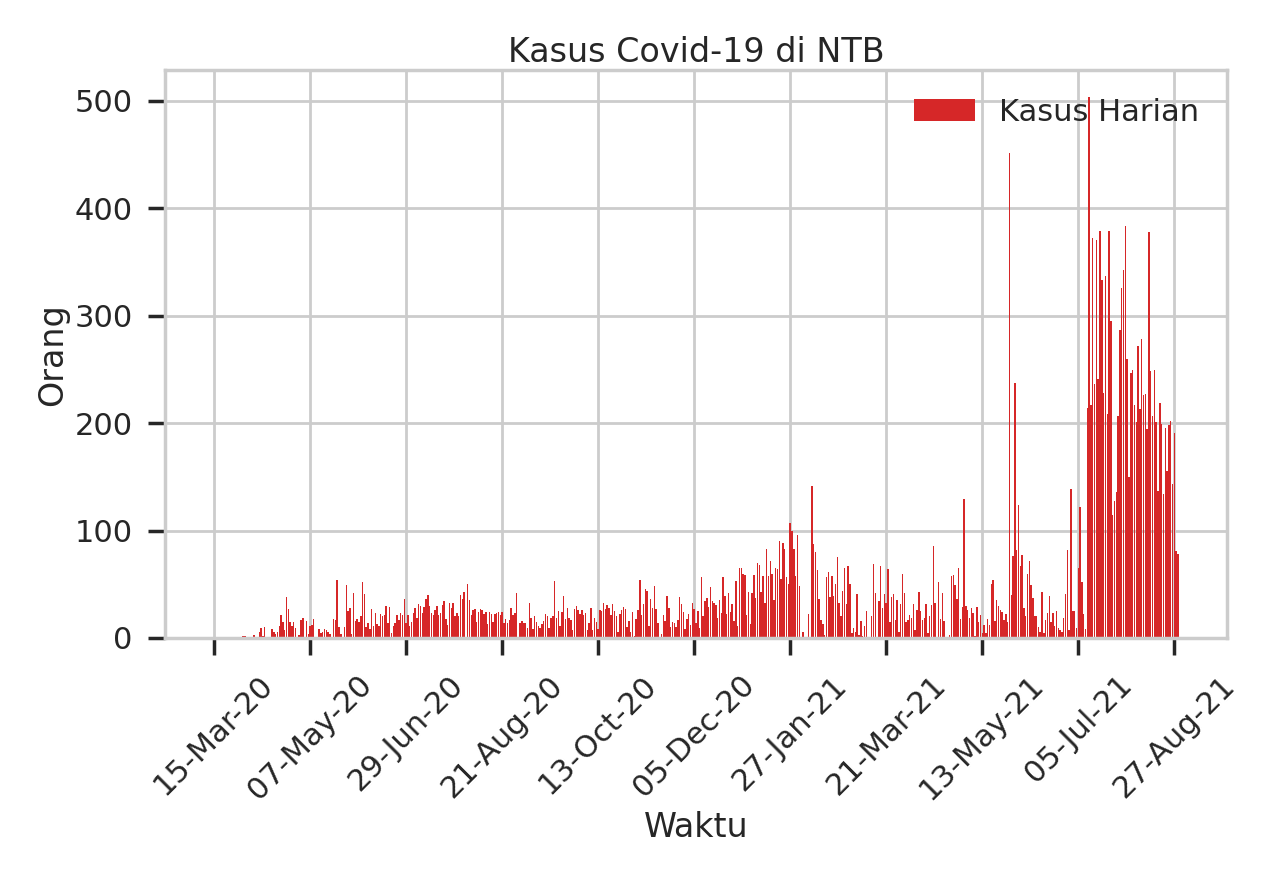 Kasus Covid-19 di NTB
Kasus Harian
Orang
500
400
300
200
100
0
15-Mar-20
07-May-20
29-Jun-20
21-Aug-20
13-Oct-20
05-Dec-20
27-Jan-21
21-Mar-21
13-May-21
05-Jul-21
27-Aug-21
Waktu